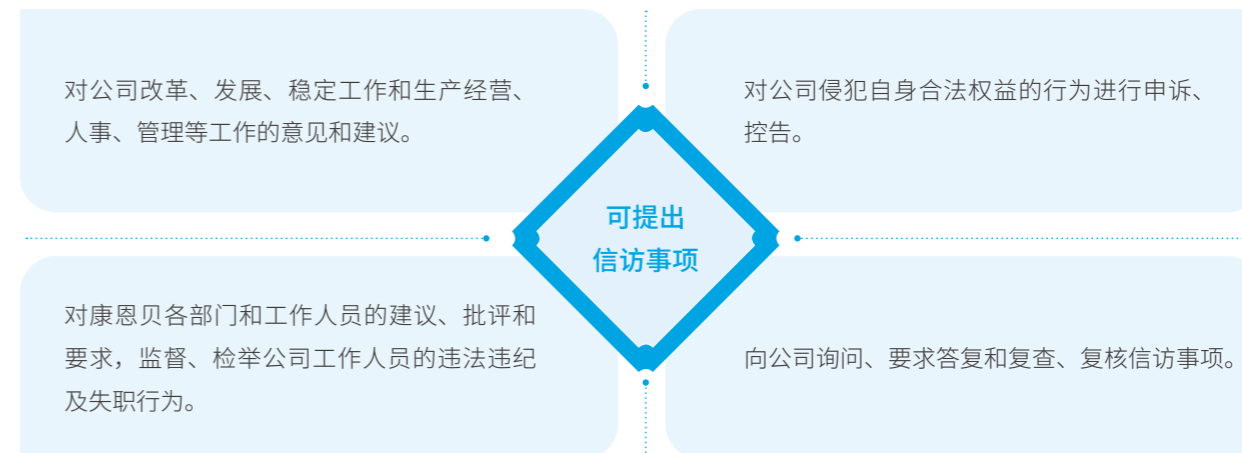 对公司改革、发展、稳定工作和生产经营、
人事、管理等工作的意见和建议。
对公司侵犯自身合法权益的行为进行申诉、
控告。
可提出
信访事项
对康恩贝各部门和工作人员的建议、批评和
要求，监督、检举公司工作人员的违法违纪
及失职行为。
向公司询问、要求答复和复查、复核信访事项。